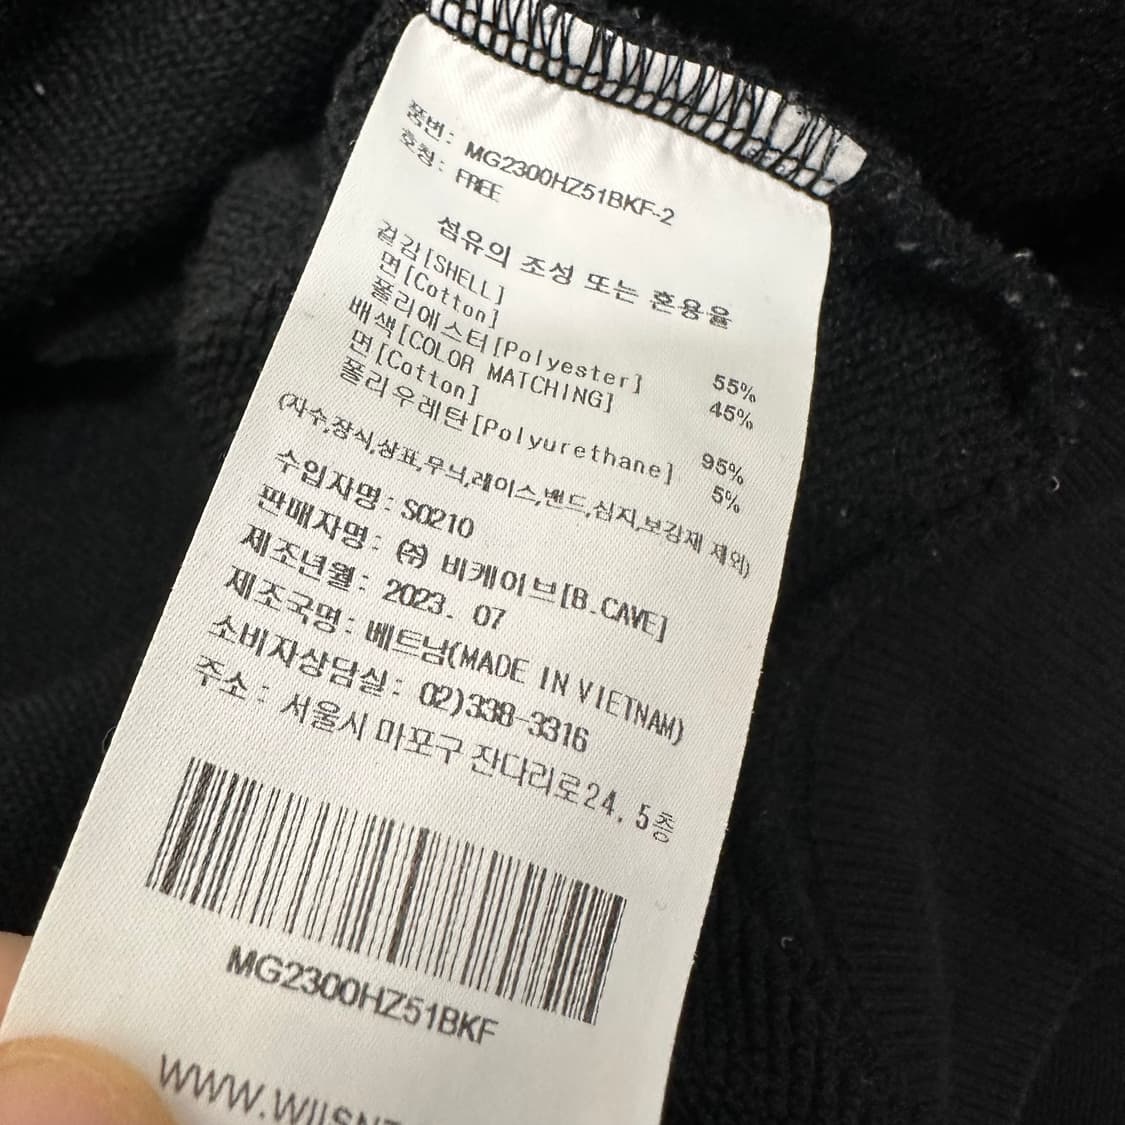 품번: MG2300HZ51BKF-2
호칭: FREE
섬유의 조성 또는 혼용율
겉감[SHELL]
면[Cotton] 55%
폴리에스터[Polyester] 45%
배색[COLOR MATCHING]
면[Cotton] 95%
폴리우레탄[Polyurethane] 5%
(자수,장식,상표,무늬,레이스,밴드,심지,보강재 제외)
수입자명: S0210
판매자명: ㈜ 비케이브[B.CAVE]
제조년월: 2023. 07
제조국명: 베트남(MADE IN VIETNAM)
소비자상담실: 02)338-3316
주소: 서울시 마포구 잔다리로24, 5층
MG2300HZ51BKF